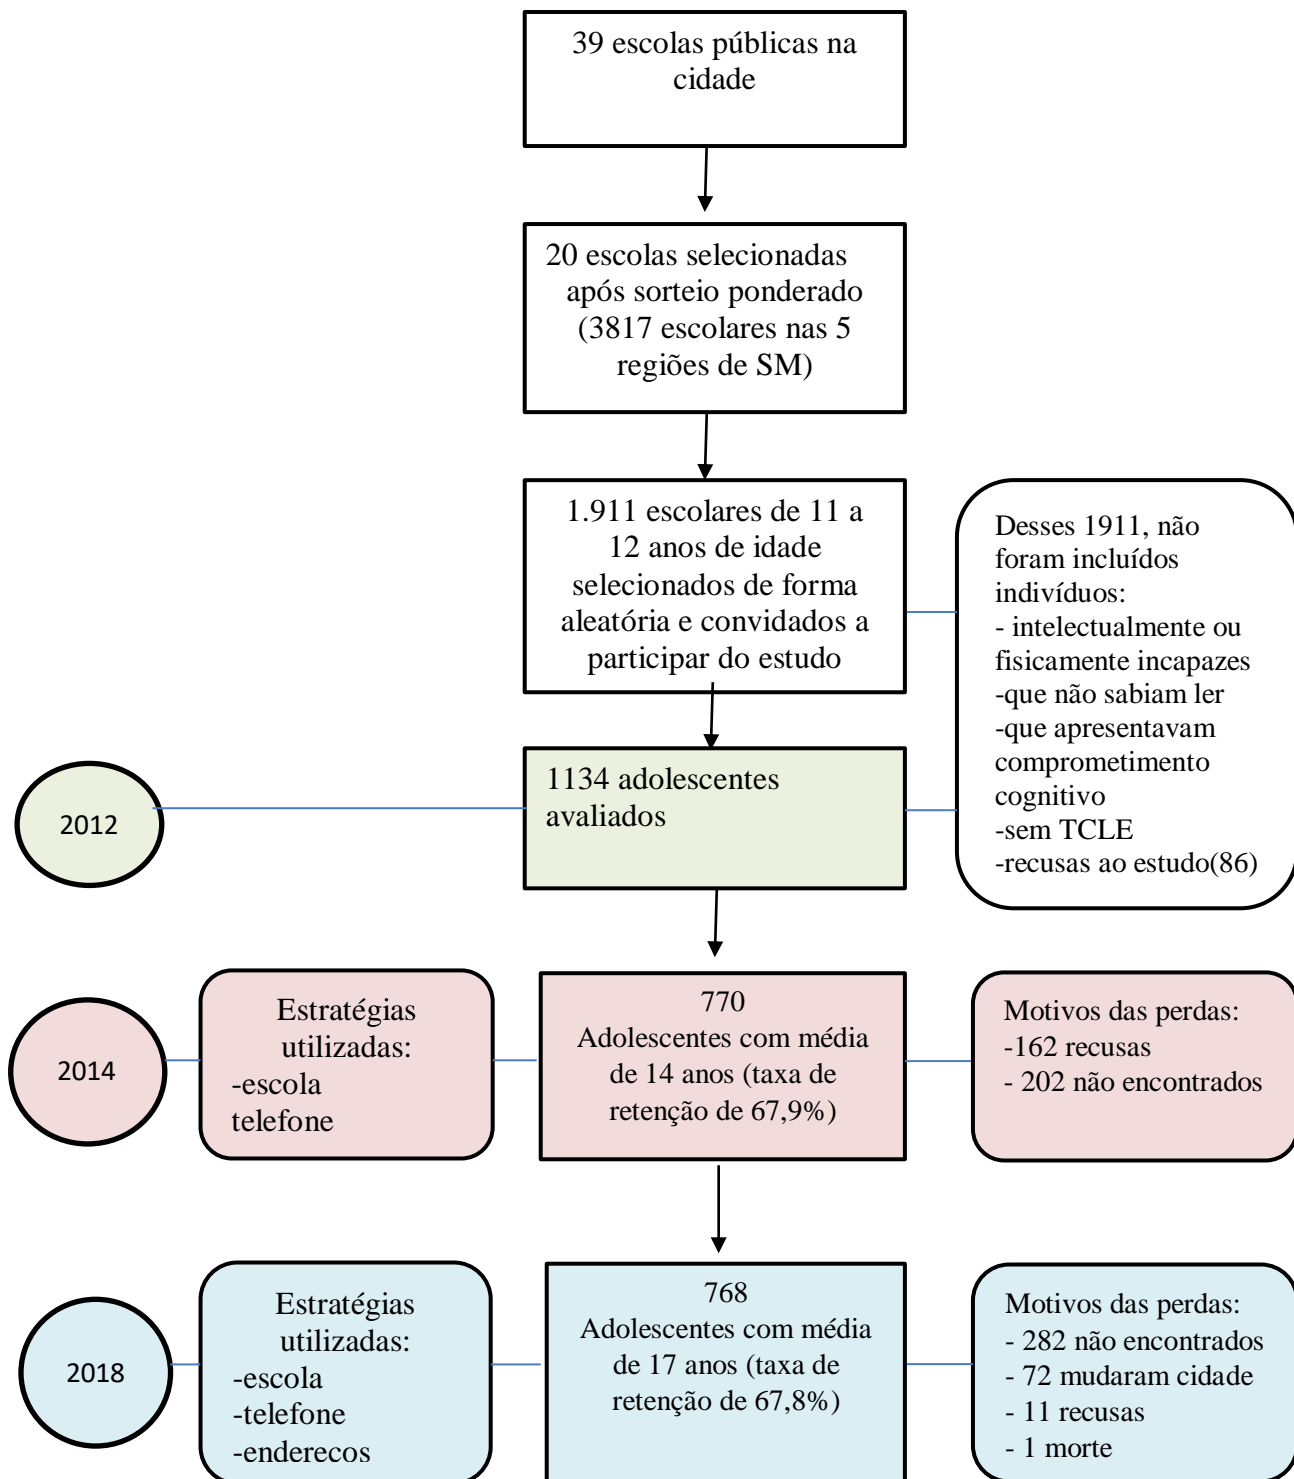 39 escolas públicas na
cidade
20 escolas selecionadas
após sorteio ponderado
(3817 escolares nas 5
regiões de SM)
1.911 escolares de 11 a
12 anos de idade
selecionados de forma
aleatória e convidados a
participar do estudo
Desses 1911, não
foram incluídos
indivíduos:
- intelectualmente ou
fisicamente incapazes
-que não sabiam ler
-que apresentavam
comprometimento
cognitivo
-sem TCLE
-recusas ao estudo(86)
2012
1134 adolescentes
avaliados
2014
Estratégias
utilizadas:
-escola
telefone
770
Adolescentes com média
de 14 anos (taxa de
retenção de 67,9%)
Motivos das perdas:
-162 recusas
- 202 não encontrados
2018
Estratégias
utilizadas:
-escola
-telefone
-enderecos
768
Adolescentes com média
de 17 anos (taxa de
retenção de 67,8%)
Motivos das perdas:
- 282 não encontrados
- 72 mudaram cidade
- 11 recusas
- 1 morte